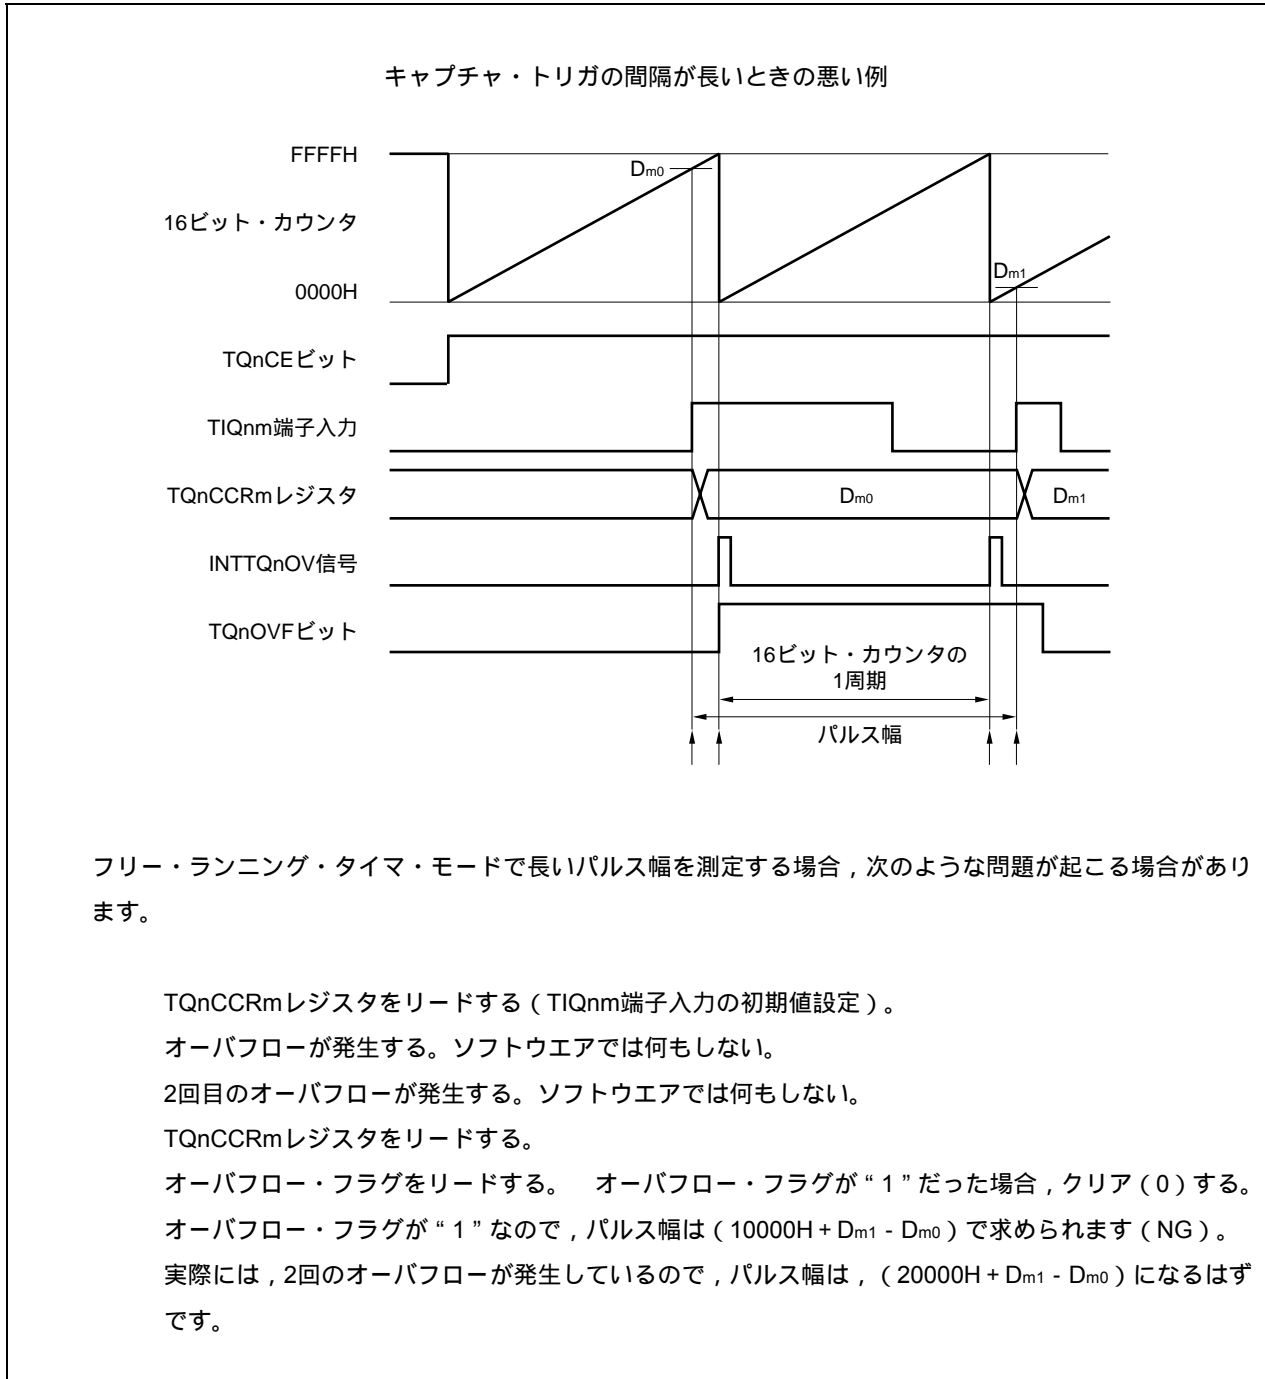 キャプチャ・トリガの間隔が長いときの悪い例
FFFFH
Dm0
16ビット・カウンタ
Dm1
0000H
TQnCEビット
TIQnm端子入力
TQnCCRmレジスタ
Dm0
Dm1
INTTQnOV信号
TQnOVFビット
16ビット・カウンタの
1周期
パルス幅
フリー・ランニング・タイマ・モードで長いパルス幅を測定する場合，次のような問題が起こる場合があり
ます。
TQnCCRmレジスタをリードする（TIQnm端子入力の初期値設定）。
オーバフローが発生する。ソフトウエアでは何もしない。
2回目のオーバフローが発生する。ソフトウエアでは何もしない。
TQnCCRmレジスタをリードする。
オーバフロー・フラグをリードする。　オーバフロー・フラグが“1”だった場合，クリア（0）する。
オーバフロー・フラグが“1”なので，パルス幅は（10000H + Dm1 - Dm0）で求められます（NG）。
実際には，2回のオーバフローが発生しているので，パルス幅は，（20000H + Dm1 - Dm0）になるはず
です。